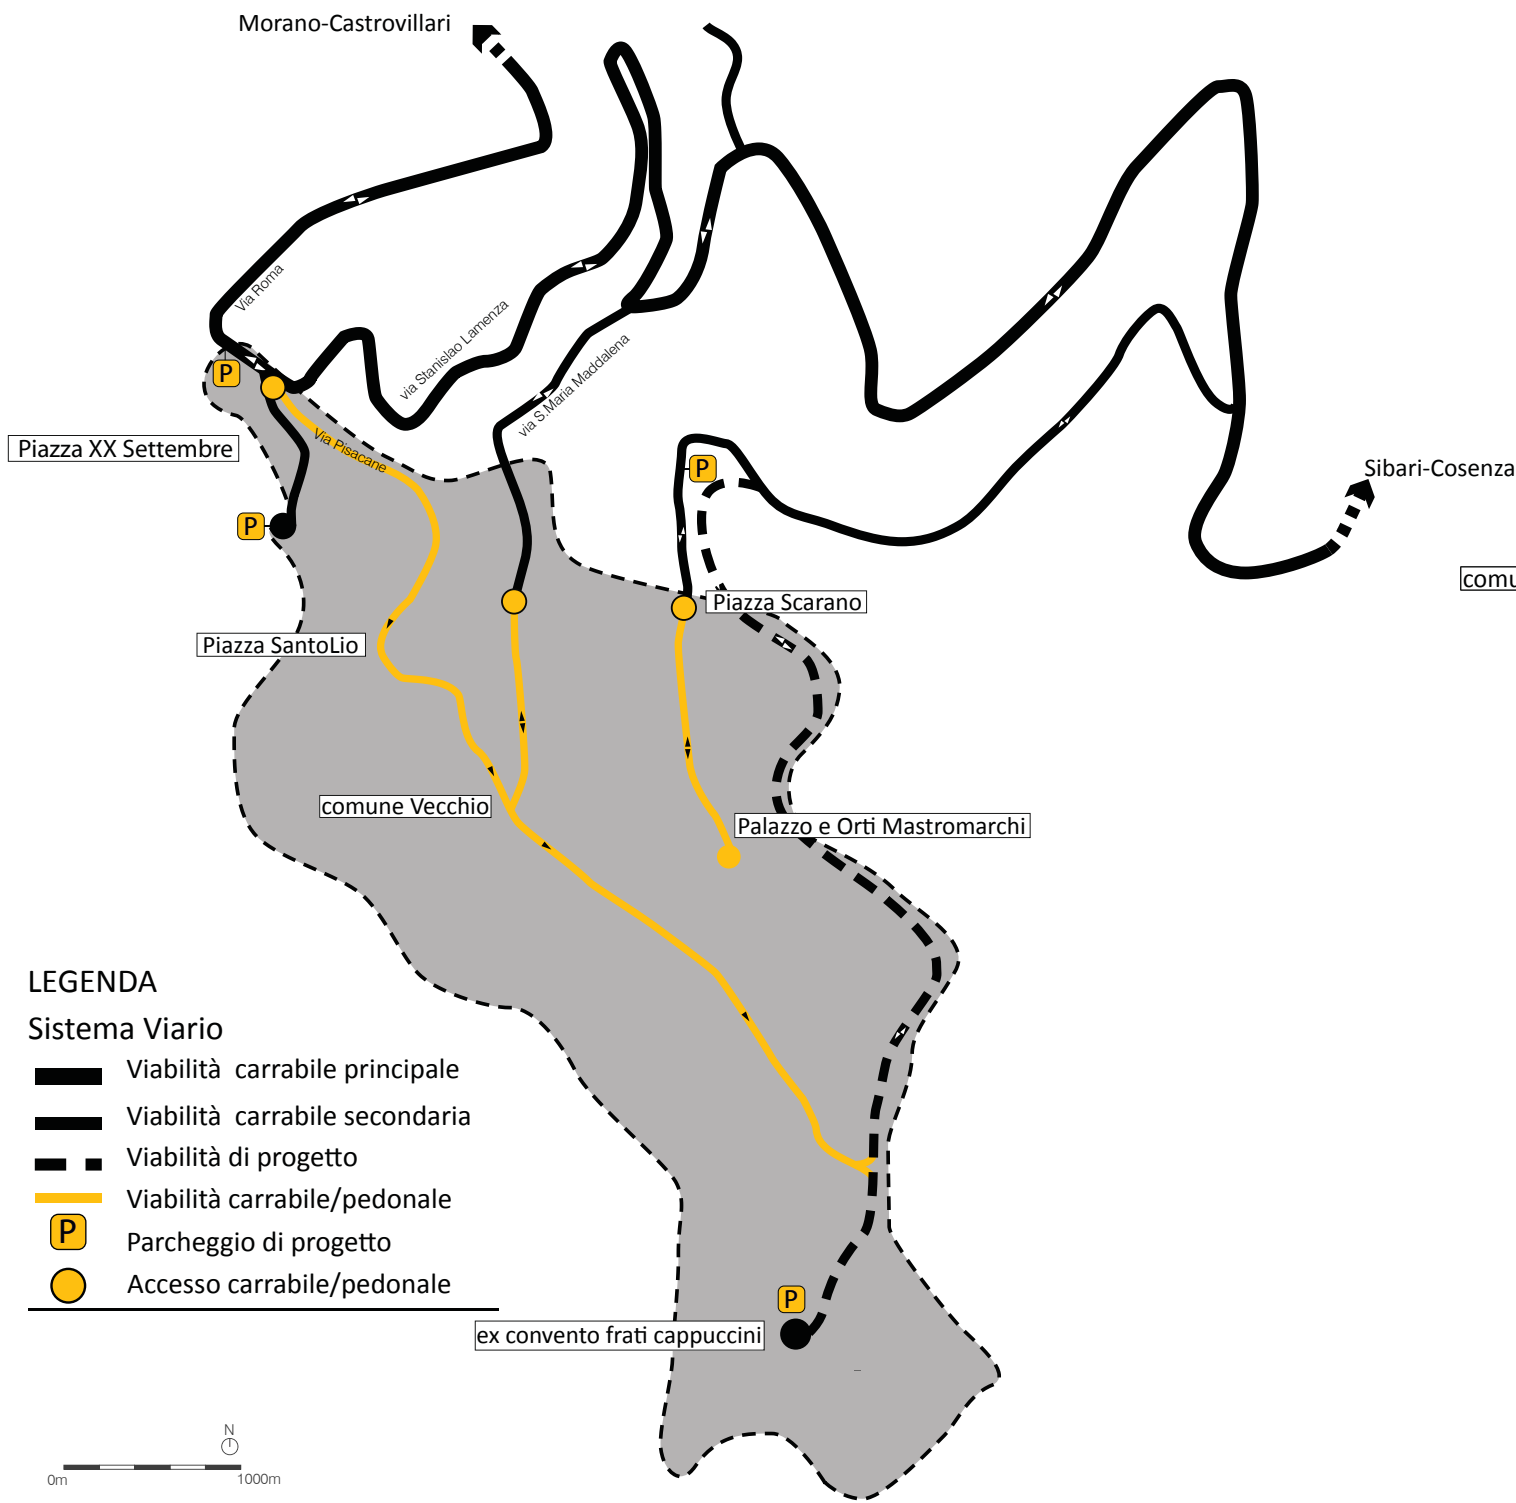 Morano-Castrovillari
Via Roma
via Stanislao Lamenza
via S.Maria Maddalena
P
Via Pisacane
Piazza XX Settembre
P
Sibari-Cosenza
P
comu
Piazza Scarano
Piazza SantoLio
comune Vecchio
Palazzo e Orti Mastromarchi
LEGENDA
Sistema Viario
Viabilità carrabile principale
Viabilità carrabile secondaria
Viabilità di progetto
Viabilità carrabile/pedonale
P Parcheggio di progetto
Accesso carrabile/pedonale
P
ex convento frati cappuccini
N
0m 1000m